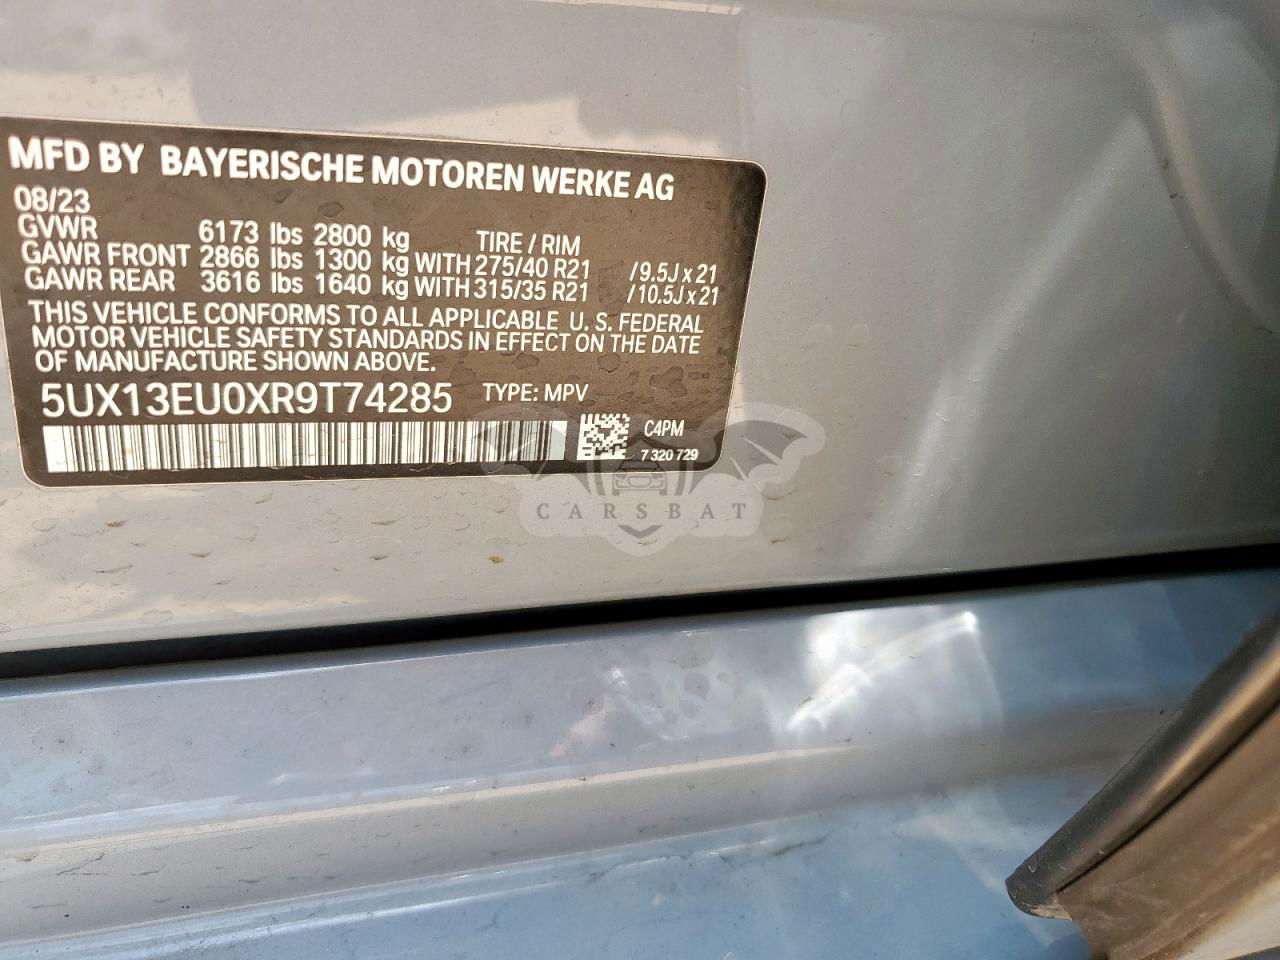 MFD BY BAYERISCHE MOTOREN WERKE AG
08/23
GVWR 6173 lbs 2800 kg TIRE / RIM
GAWR FRONT 2866 lbs 1300 kg WITH 275/40 R21 /9.5J x 21
GAWR REAR 3616 lbs 1640 kg WITH 315/35 R21 /10.5J x 21
THIS VEHICLE CONFORMS TO ALL APPLICABLE U. S. FEDERAL
MOTOR VEHICLE SAFETY STANDARDS IN EFFECT ON THE DATE
OF MANUFACTURE SHOWN ABOVE.
5UX13EU0XR9T74285 TYPE: MPV
C4PM
7 320 729
CARSBAT